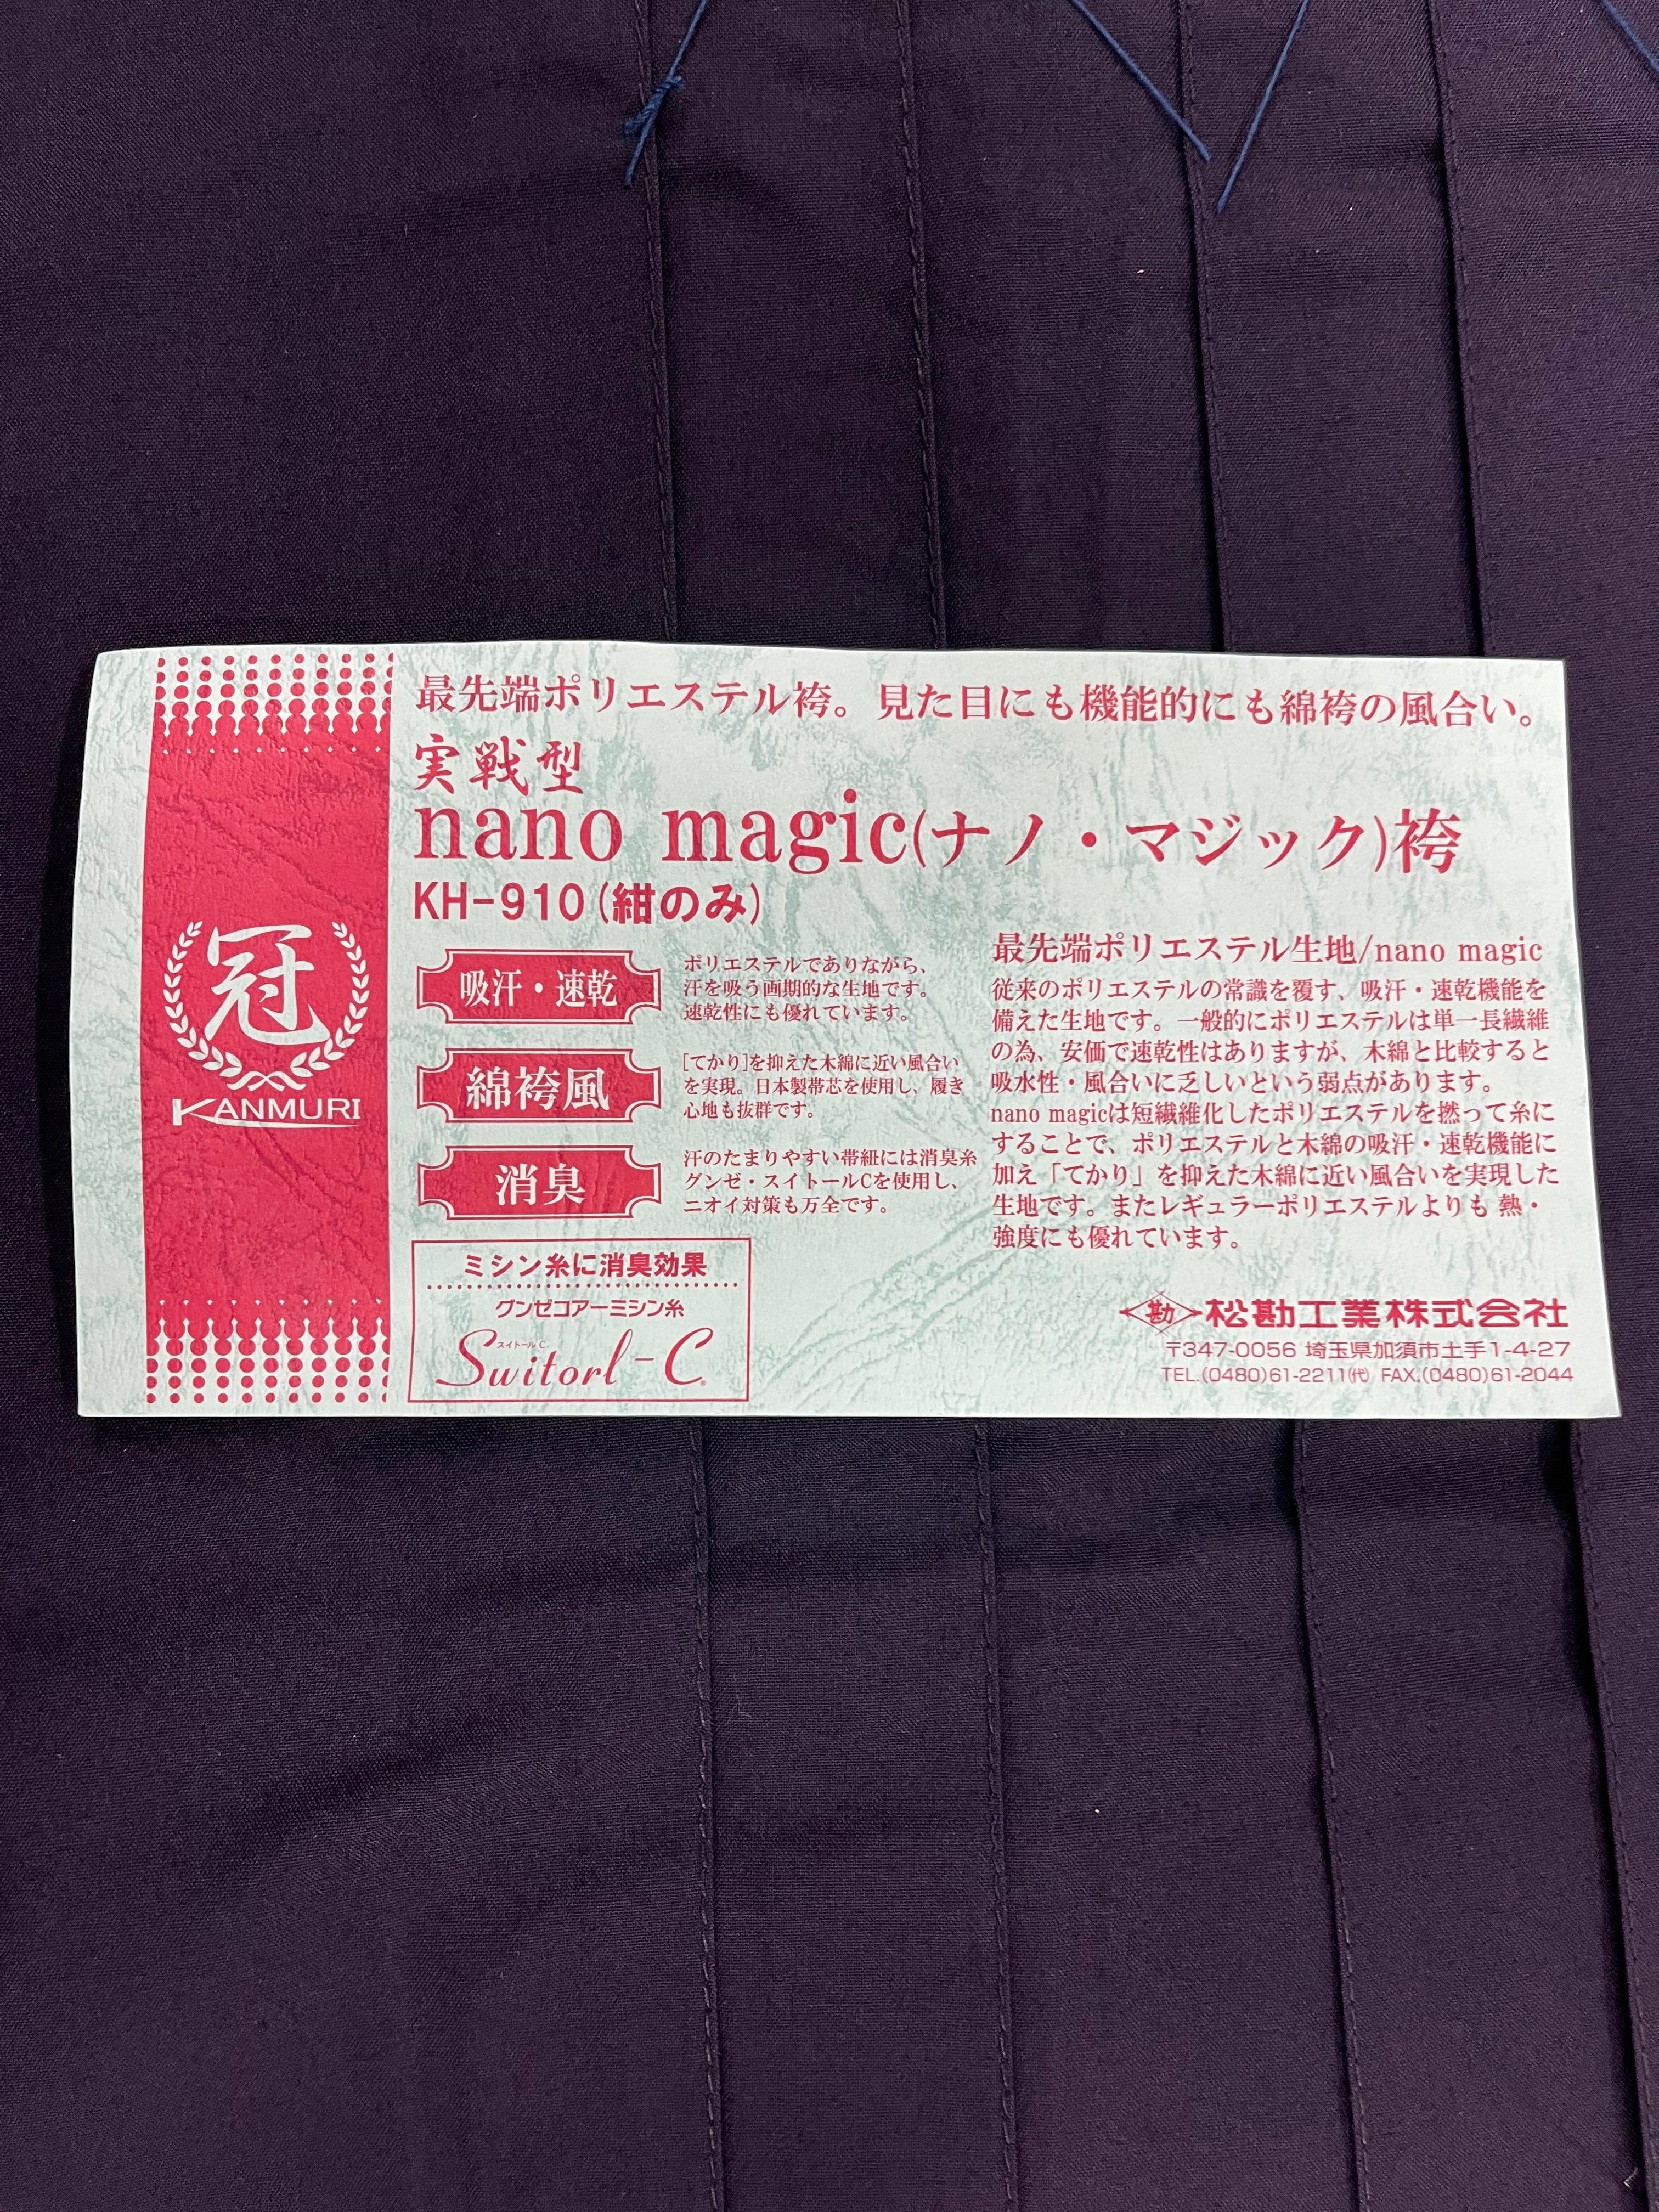 冠
KANMURI
最先端ポリエステル袴。見た目にも機能的にも綿袴の風合い。
実戦型
nano magic(ナノ・マジック)袴
KH-910(紺のみ)
吸汗・速乾
ポリエステルでありながら、
汗を吸う画期的な生地です。
速乾性にも優れています。
綿袴風
[てかり]を抑えた木綿に近い風合い
を実現。日本製帯芯を使用し、履き
心地も抜群です。
消臭
汗のたまりやすい帯紐には消臭糸
グンゼ・スイトールCを使用し、
ニオイ対策も万全です。
ミシン糸に消臭効果
グンゼコアーミシン糸
スイトールC
Switorl-C®
最先端ポリエステル生地/nano magic
従来のポリエステルの常識を覆す、吸汗・速乾機能を
備えた生地です。一般的にポリエステルは単一長繊維
の為、安価で速乾性はありますが、木綿と比較すると
吸水性・風合いに乏しいという弱点があります。
nano magicは短繊維化したポリエステルを撚って糸に
することで、ポリエステルと木綿の吸汗・速乾機能に
加え「てかり」を抑えた木綿に近い風合いを実現した
生地です。またレギュラーポリエステルよりも 熱・
強度にも優れています。
勘 松勘工業株式会社
〒347-0056 埼玉県加須市土手1-4-27
TEL.(0480)61-2211(代) FAX.(0480)61-2044